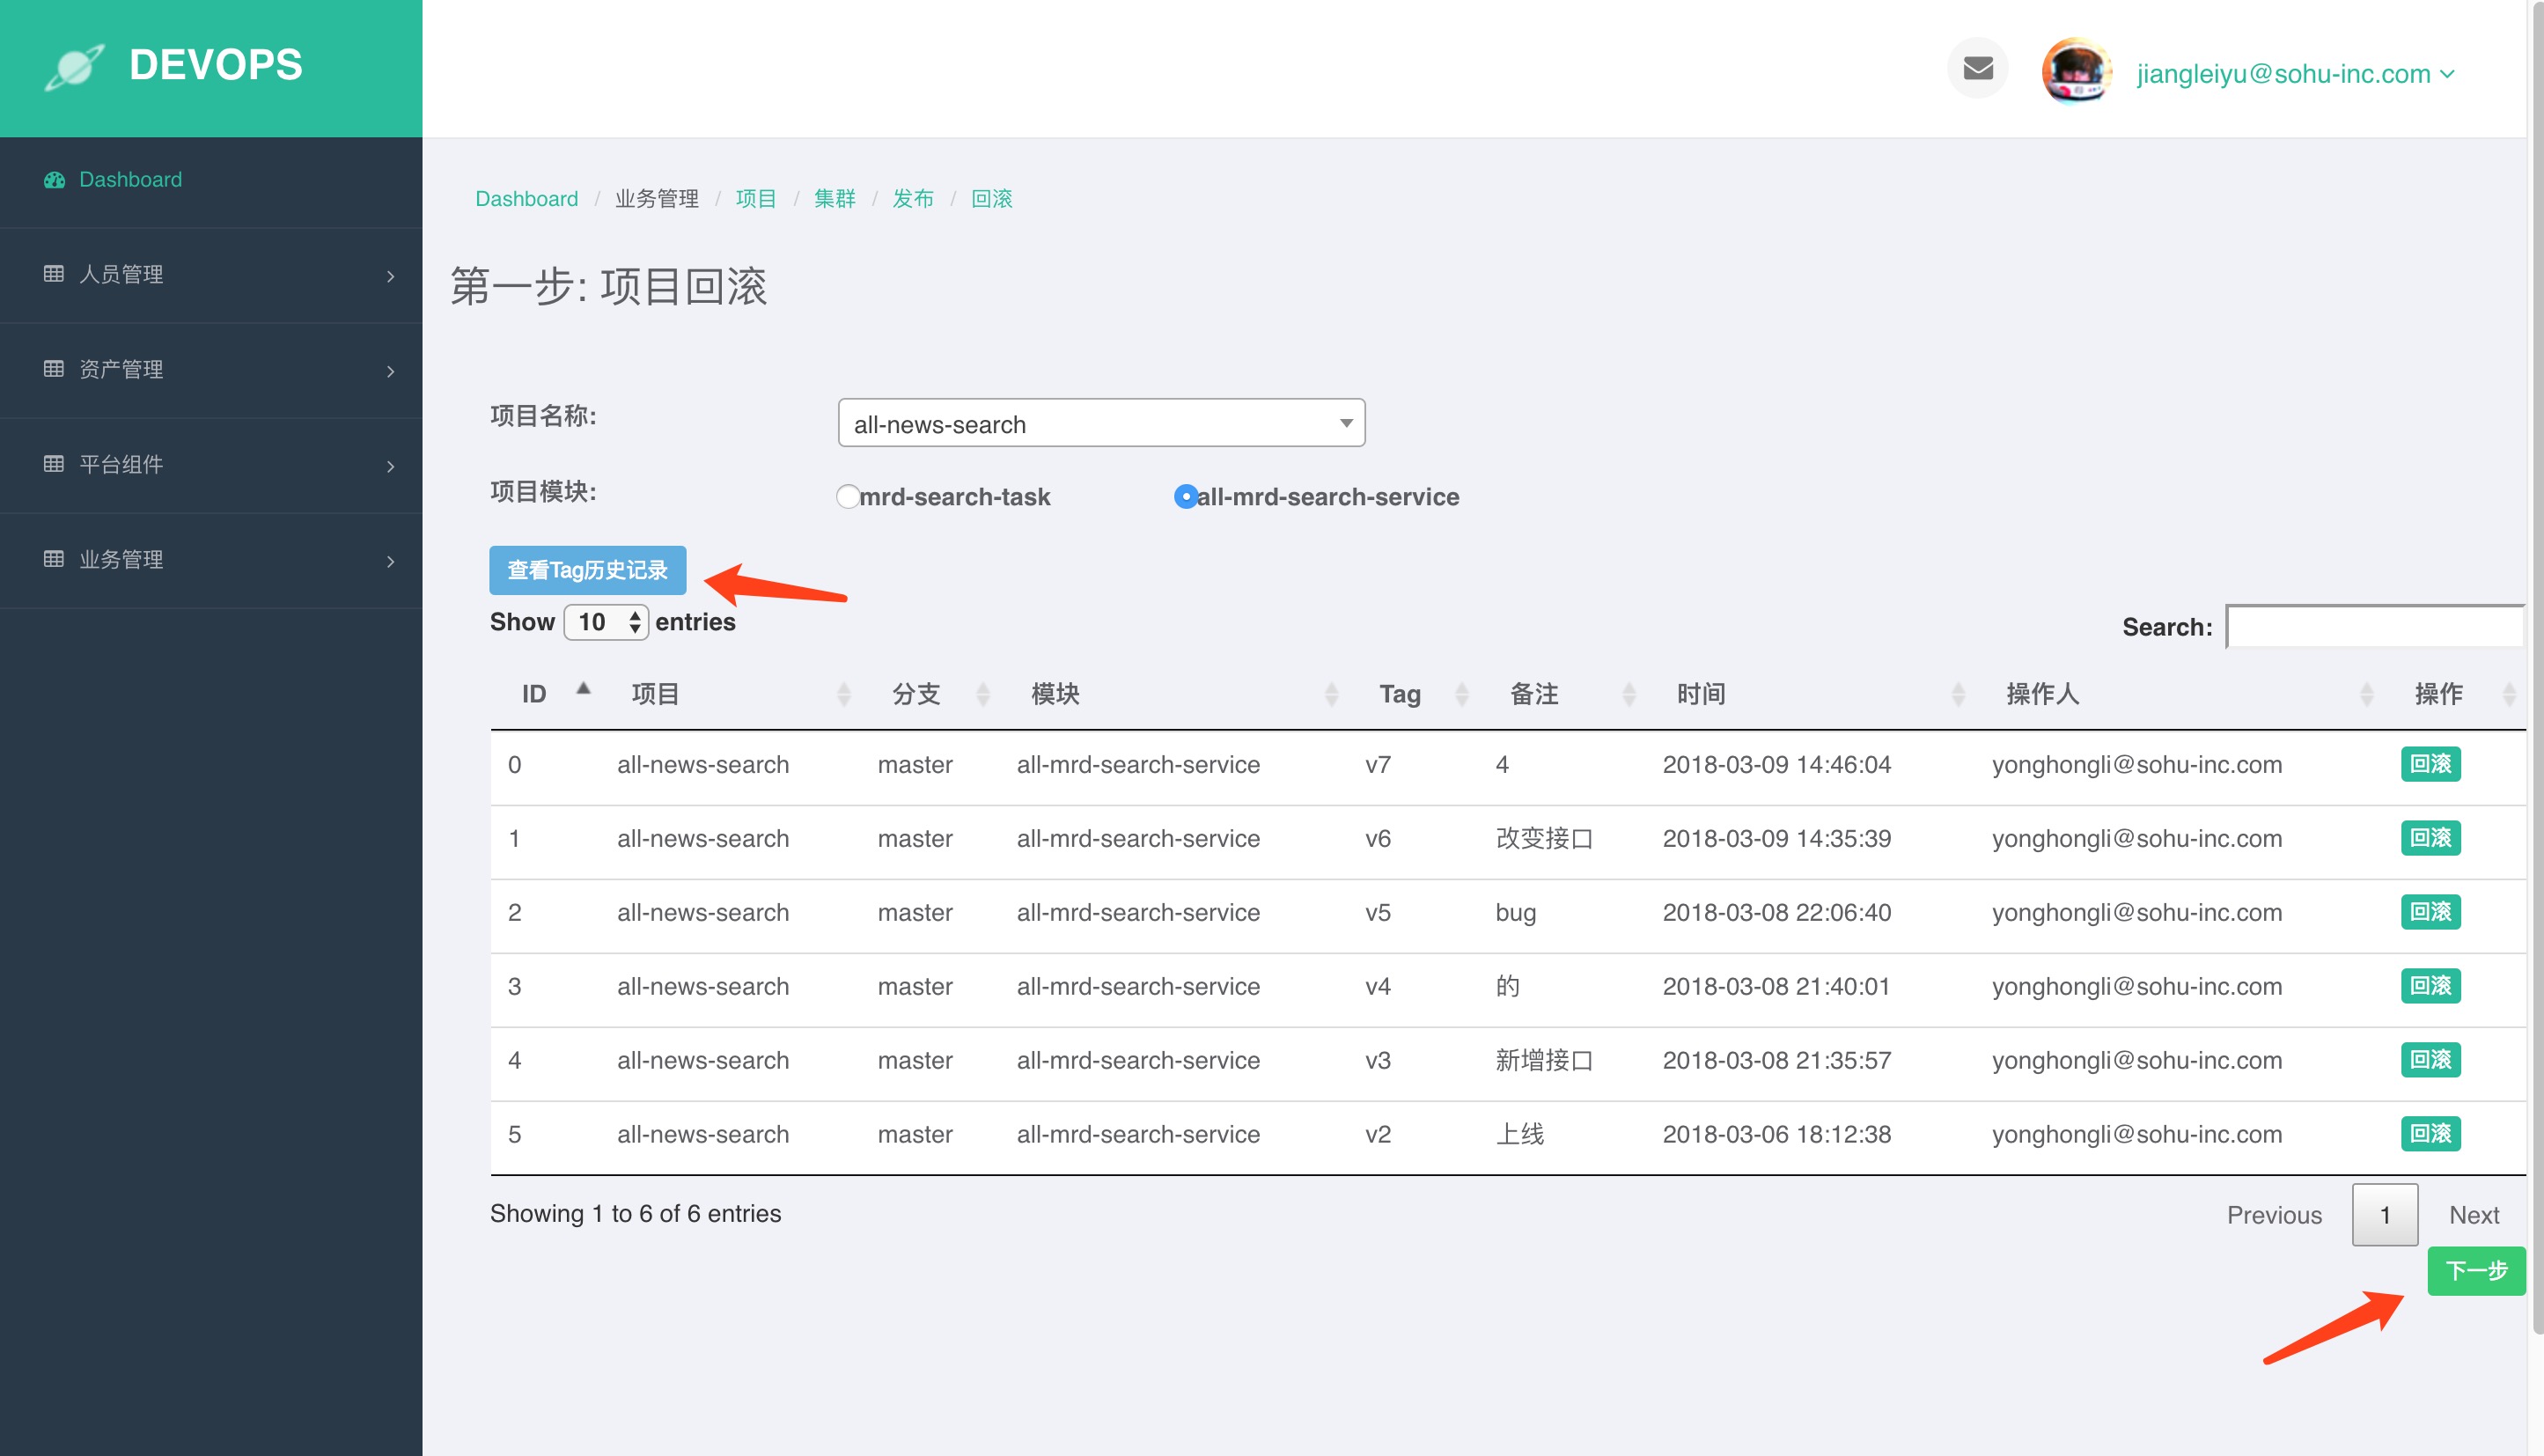 DEVOPS
jiangleiyu@sohu-inc.com
Dashboard
人员管理
资产管理
平台组件
业务管理
Dashboard / 业务管理 / 项目 / 集群 / 发布 / 回滚
第一步: 项目回滚
项目名称: all-news-search
项目模块: mrd-search-task all-mrd-search-service
查看Tag历史记录
Show 10 entries Search:
ID 项目 分支 模块 Tag 备注 时间 操作人 操作
0 all-news-search master all-mrd-search-service v7 4 2018-03-09 14:46:04 yonghongli@sohu-inc.com 回滚
1 all-news-search master all-mrd-search-service v6 改变接口 2018-03-09 14:35:39 yonghongli@sohu-inc.com 回滚
2 all-news-search master all-mrd-search-service v5 bug 2018-03-08 22:06:40 yonghongli@sohu-inc.com 回滚
3 all-news-search master all-mrd-search-service v4 的 2018-03-08 21:40:01 yonghongli@sohu-inc.com 回滚
4 all-news-search master all-mrd-search-service v3 新增接口 2018-03-08 21:35:57 yonghongli@sohu-inc.com 回滚
5 all-news-search master all-mrd-search-service v2 上线 2018-03-06 18:12:38 yonghongli@sohu-inc.com 回滚
Showing 1 to 6 of 6 entries Previous 1 Next
下一步